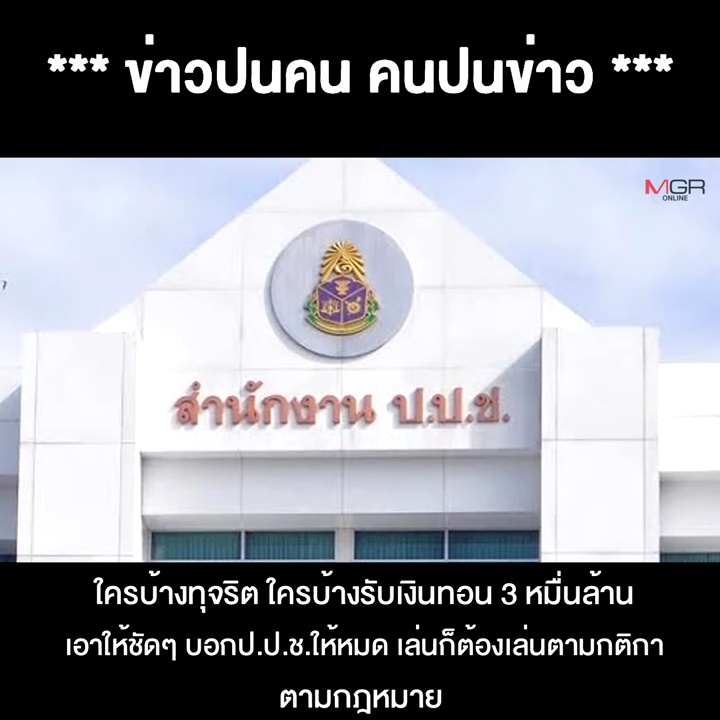 *** ข่าวปนคน คนปนข่าว ***
MGR
ONLINE
สำนักงาน ป.ป.ช.
ใครบ้างทุจริต ใครบ้างรับเงินทอน 3 หมื่นล้าน
เอาให้ชัดๆ บอกป.ป.ช.ให้หมด เล่นก็ต้องเล่นตามกติกา
ตามกฎหมาย